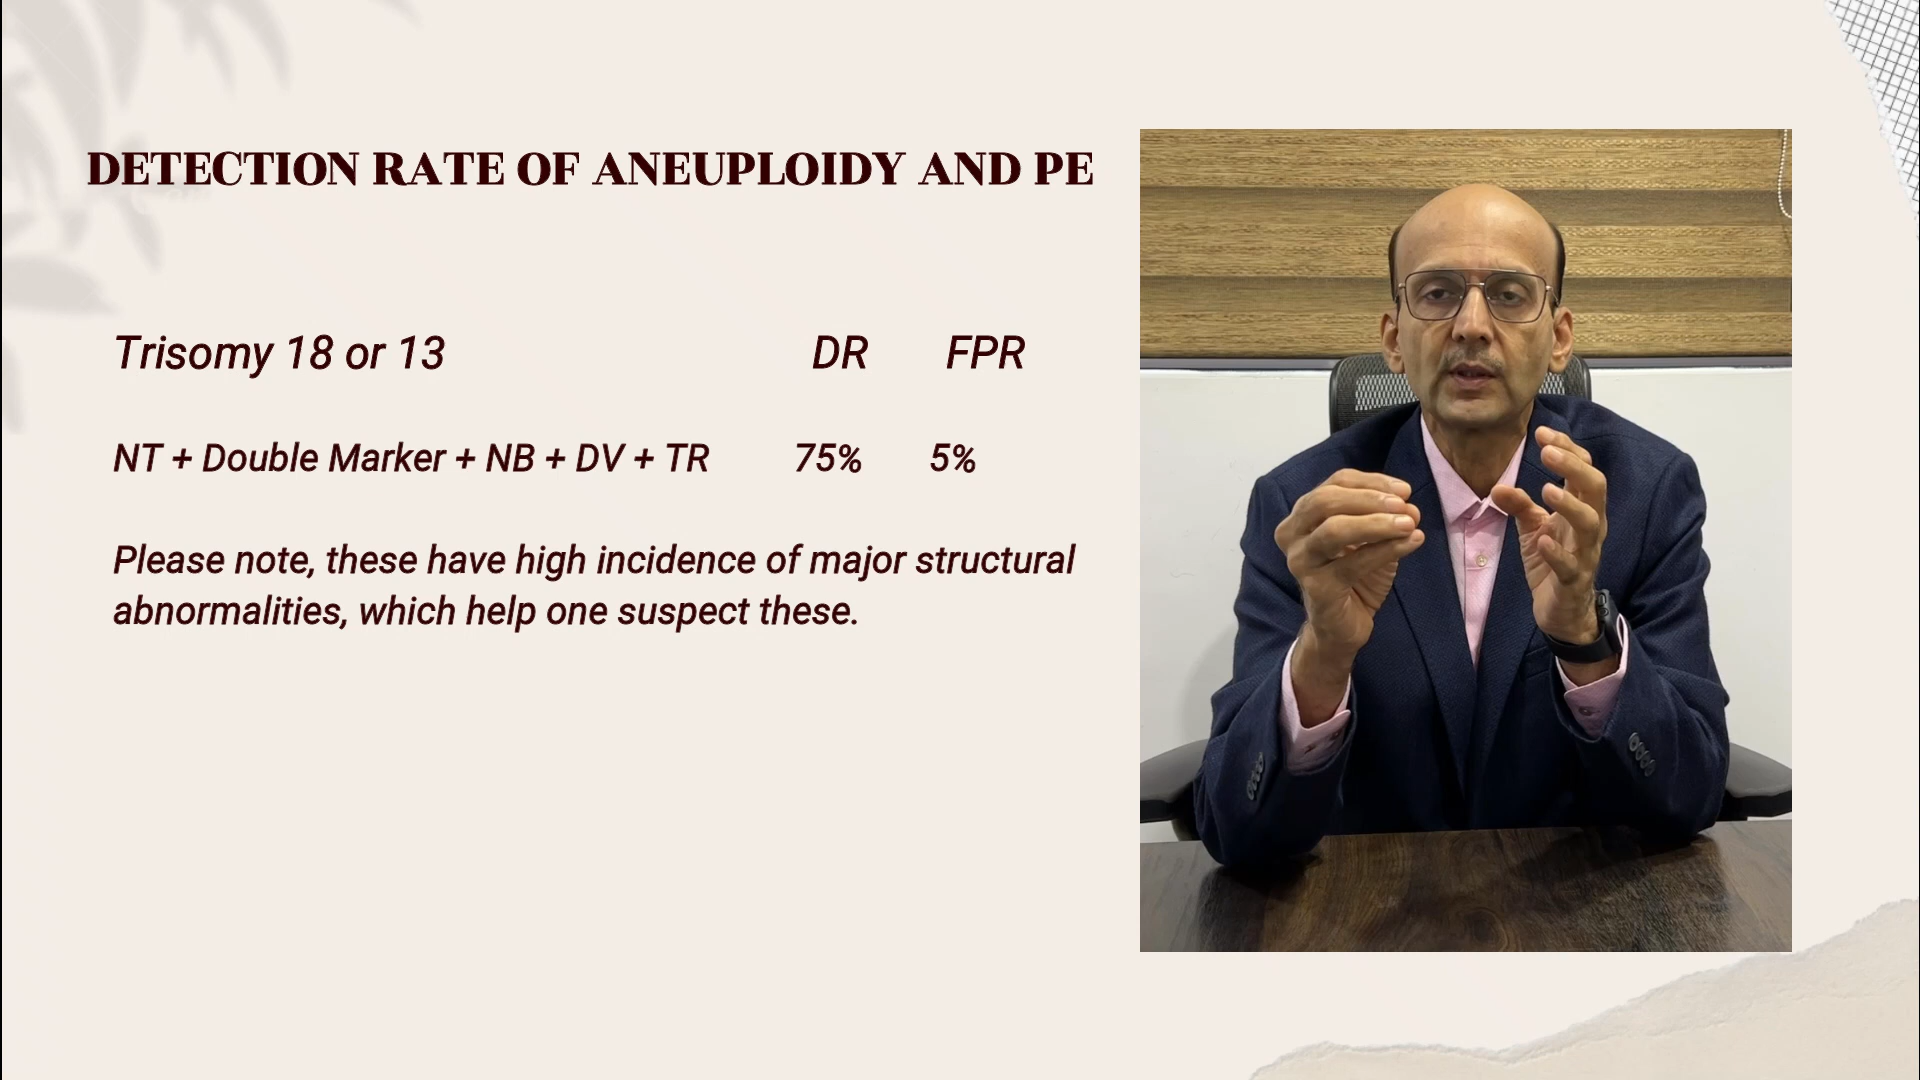 DETECTION RATE OF ANEUPLOIDY AND PE
Trisomy 18 or 13 DR FPR
NT + Double Marker + NB + DV + TR 75% 5%
Please note, these have high incidence of major structural
abnormalities, which help one suspect these.